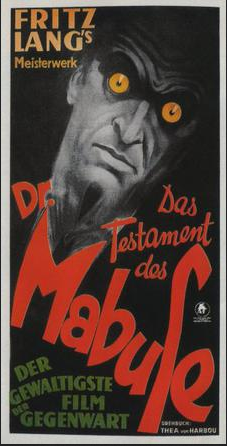 FRITZ
LANG's
Meisterwerk
Das
Testament
des
Dr.
Mabuse
DER
GEWALTIGSTE
FILM
DER
GEGENWART
DREHBUCH:
THEA von HARBOU